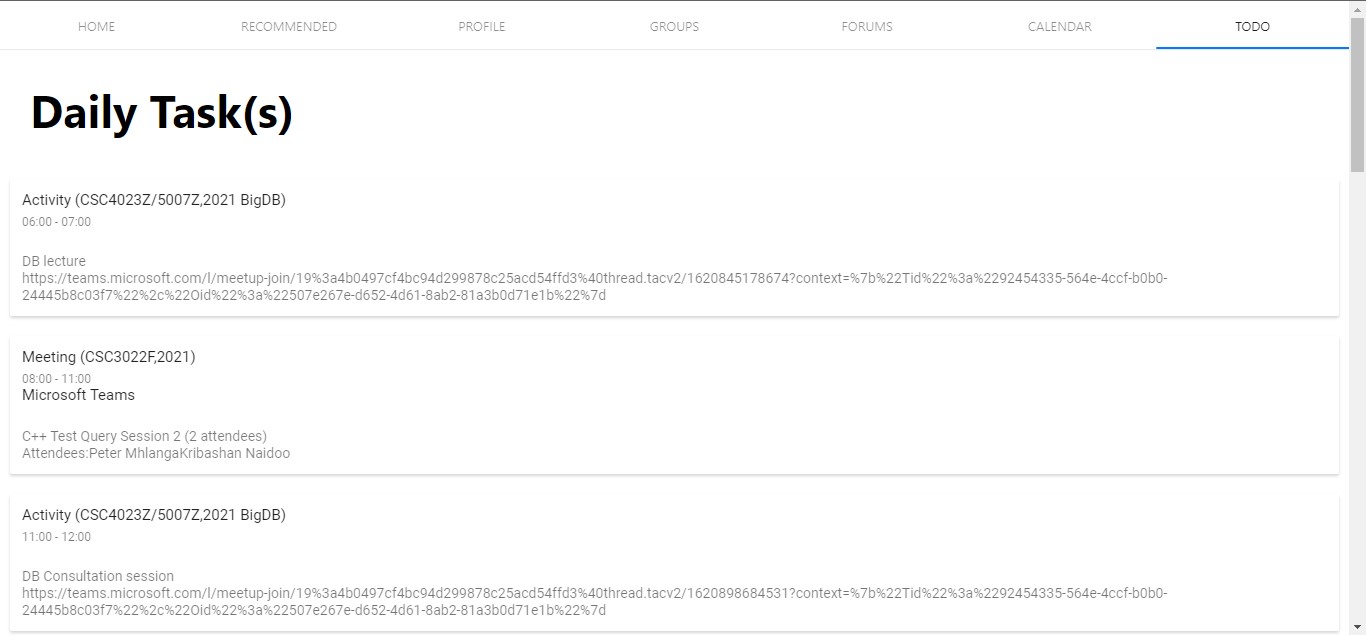 HOME RECOMMENDED PROFILE GROUPS FORUMS CALENDAR TODO
Daily Task(s)
Activity (CSC4023Z/5007Z,2021 BigDB)
06:00 - 07:00
DB lecture
https://teams.microsoft.com/l/meetup-join/19%3a4b0497cf4bc94d299878c25acd54ffd3%40thread.tacv2/1620845178674?context=%7b%22Tid%22%3a%2292454335-564e-4ccf-b0b0-
24445b8c03f7%22%2c%22Oid%22%3a%22507e267e-d652-4d61-8ab2-81a3b0d71e1b%22%7d
Meeting (CSC3022F,2021)
08:00 - 11:00
Microsoft Teams
C++ Test Query Session 2 (2 attendees)
Attendees:Peter MhlangaKribashan Naidoo
Activity (CSC4023Z/5007Z,2021 BigDB)
11:00 - 12:00
DB Consultation session
https://teams.microsoft.com/l/meetup-join/19%3a4b0497cf4bc94d299878c25acd54ffd3%40thread.tacv2/1620898684531?context=%7b%22Tid%22%3a%2292454335-564e-4ccf-b0b0-
24445b8c03f7%22%2c%22Oid%22%3a%22507e267e-d652-4d61-8ab2-81a3b0d71e1b%22%7d